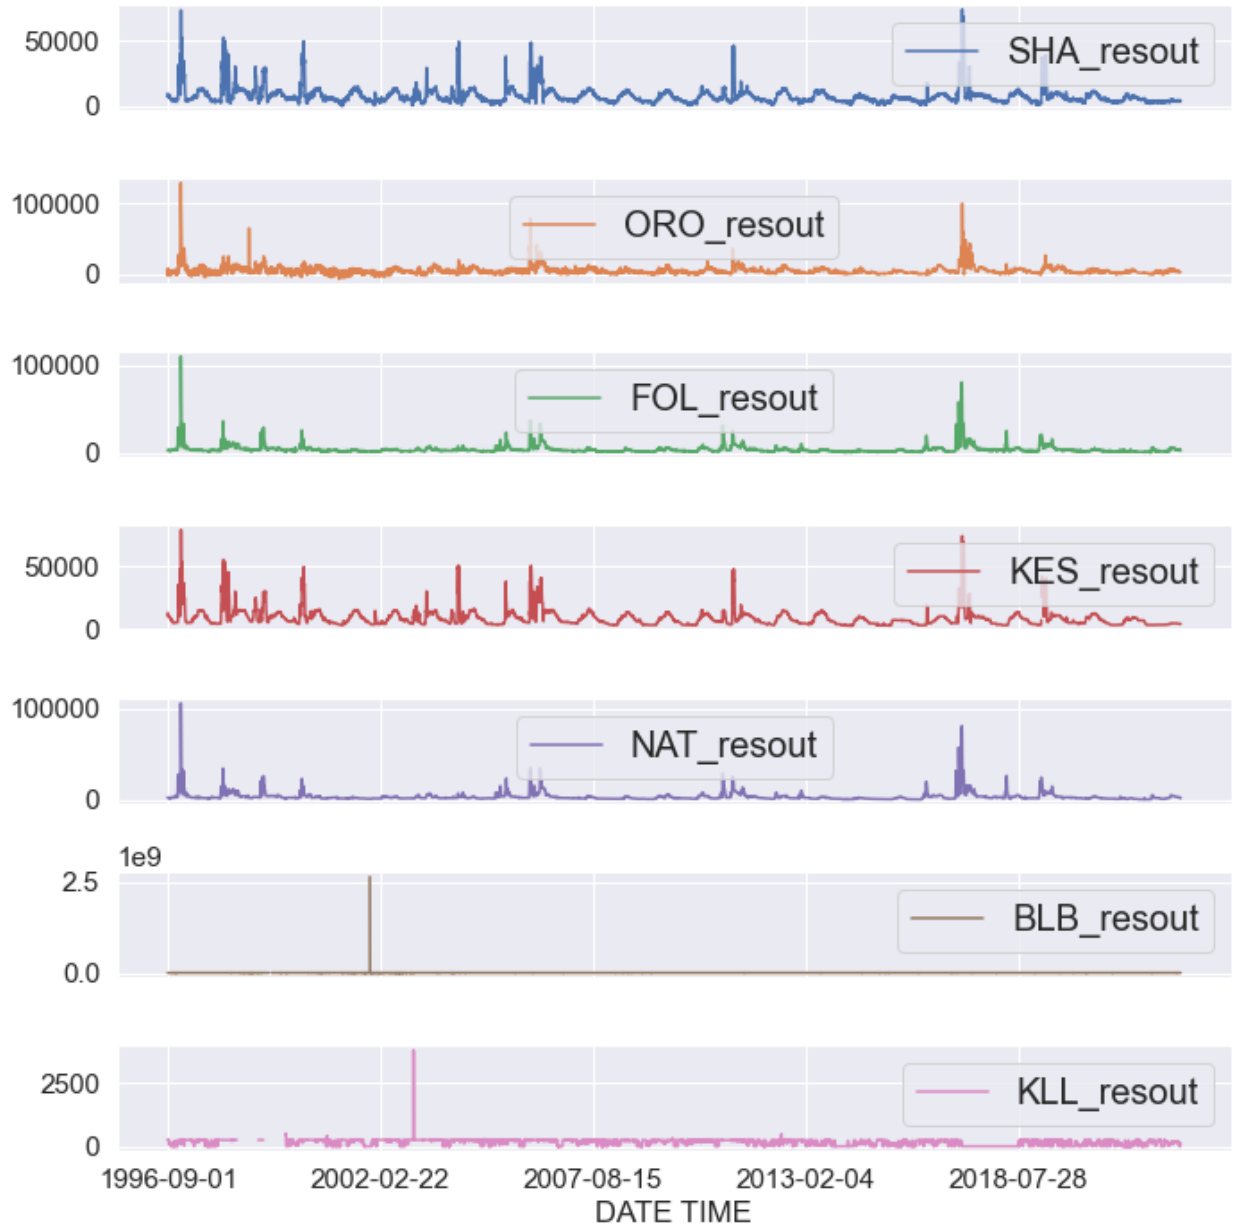 50000
0
SHA_resout
100000
0
ORO_resout
100000
0
FOL_resout
50000
0
KES_resout
100000
0
NAT_resout
1e9
2.5
0.0
BLB_resout
2500
0
KLL_resout
1996-09-01 2002-02-22 2007-08-15 2013-02-04 2018-07-28
DATE TIME